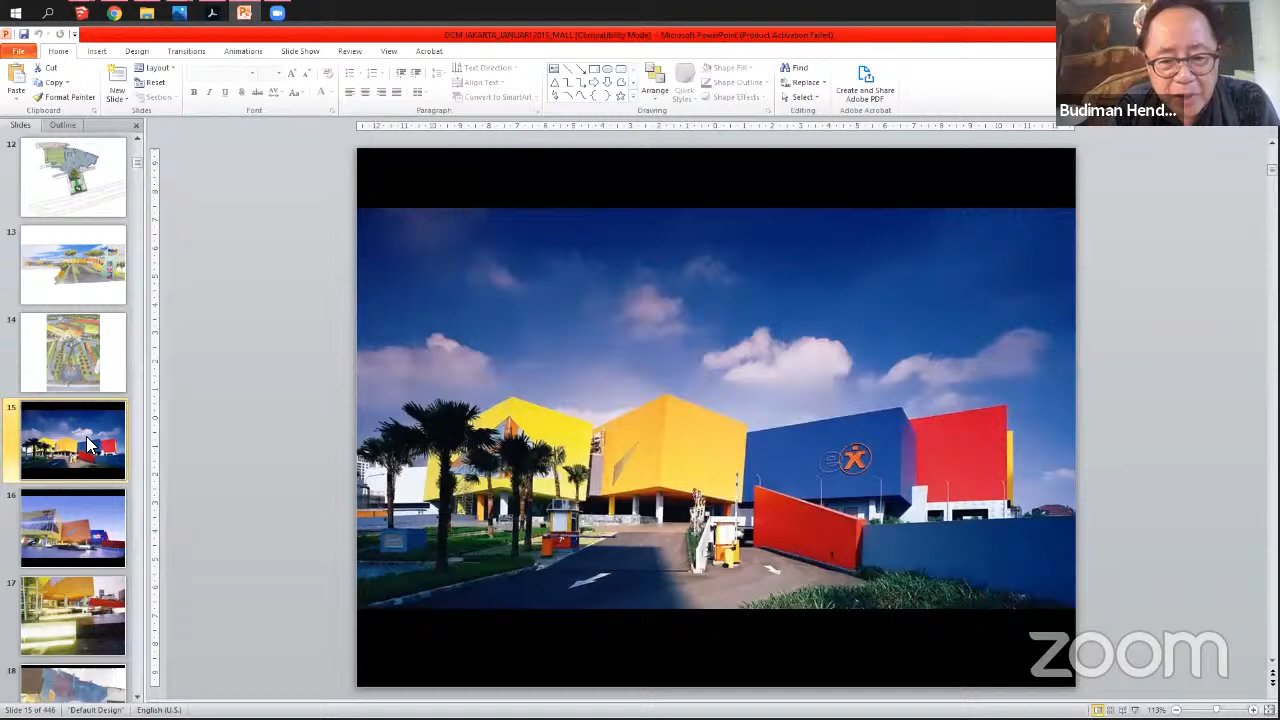 DCM JAKARTA_JANUARI 2013_MALL [Compatibility Mode] - Microsoft PowerPoint (Product Activation Failed)
File Home Insert Design Transitions Animations Slide Show Review View Acrobat
Paste
Cut
Copy
Format Painter
Clipboard
New
Slide
Layout
Reset
Section
Slides
Font
Text Direction
Align Text
Convert to SmartArt
Paragraph
Arrange
Quick
Styles
Shape Fill
Shape Outline
Shape Effects
Drawing
Find
Replace
Select
Editing
Create and Share
Adobe PDF
Adobe Acrobat
Budiman Hend...
Slides Outline
12
13
14
15
16
17
18
eX
zoom
Slide 15 of 446 "Default Design" English (U.S.) 113%